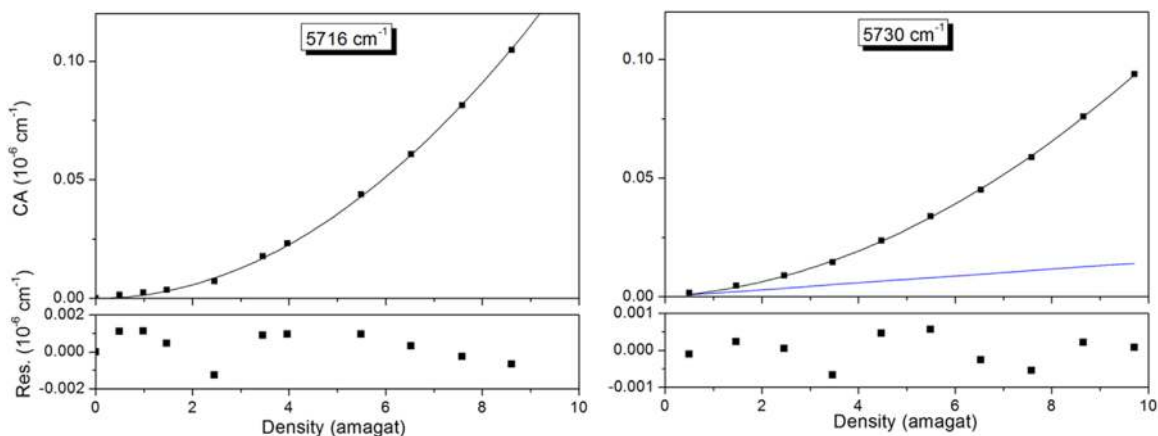 5716 cm⁻¹
0.10
0.05
0.00
CA (10⁻⁶ cm⁻¹)
0.002
0.000
-0.002
Res. (10⁻⁶ cm⁻¹)
0 2 4 6 8 10
Density (amagat)
5730 cm⁻¹
0.10
0.05
0.00
0.001
0.000
-0.001
0 2 4 6 8 10
Density (amagat)